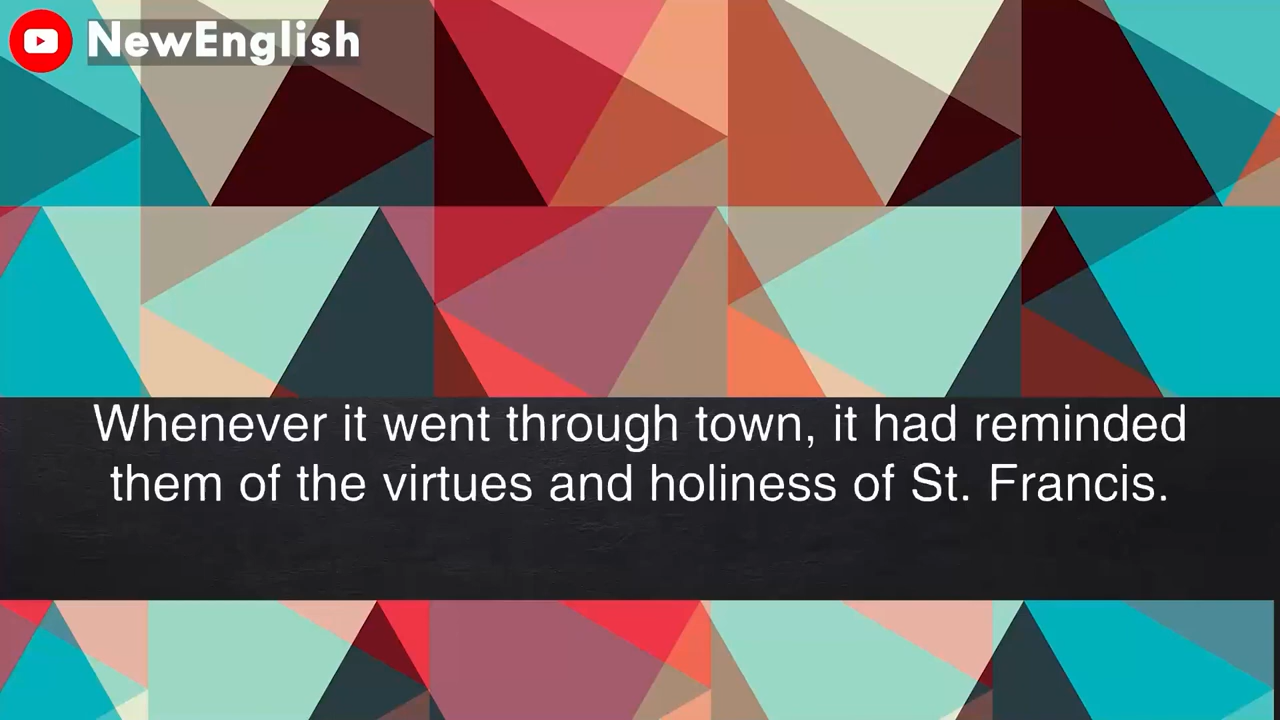 NewEnglish
Whenever it went through town, it had reminded
them of the virtues and holiness of St. Francis.